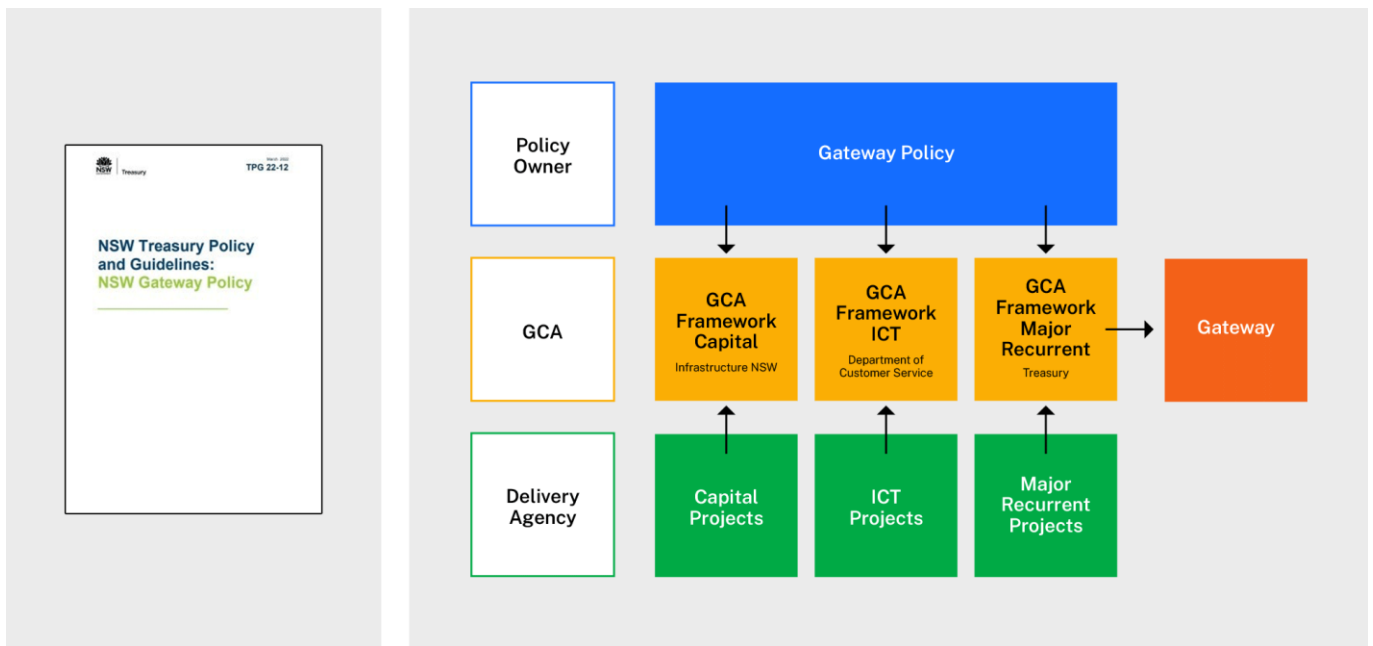 NSW
Treasury
March 2022
TPG 22-12
NSW Treasury Policy
and Guidelines:
NSW Gateway Policy
Policy
Owner
Gateway Policy
GCA
GCA
Framework
Capital
Infrastructure NSW
GCA
Framework
ICT
Department of
Customer Service
GCA
Framework
Major
Recurrent
Treasury
Gateway
Delivery
Agency
Capital
Projects
ICT
Projects
Major
Recurrent
Projects